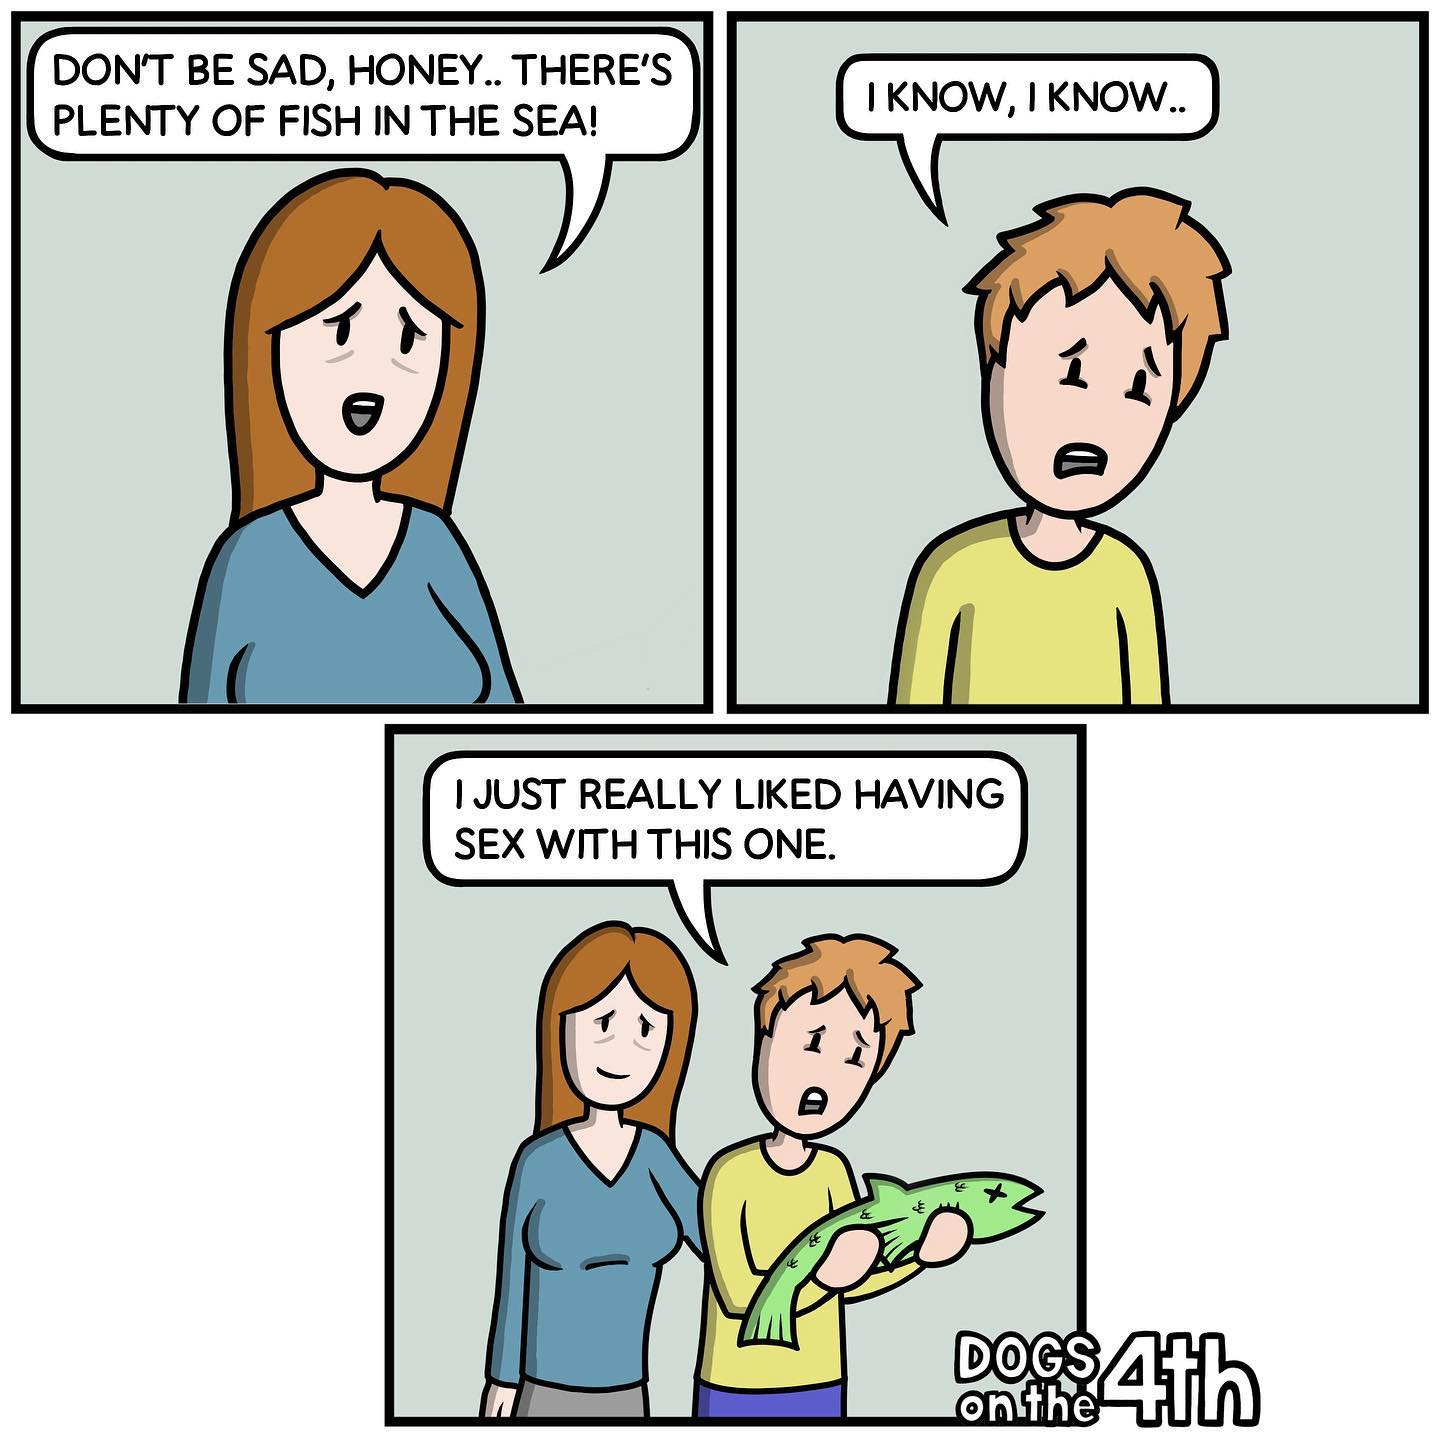 DON'T BE SAD, HONEY.. THERE'S
PLENTY OF FISH IN THE SEA!
I KNOW, I KNOW..
I JUST REALLY LIKED HAVING
SEX WITH THIS ONE.
DOGS
on the 4th